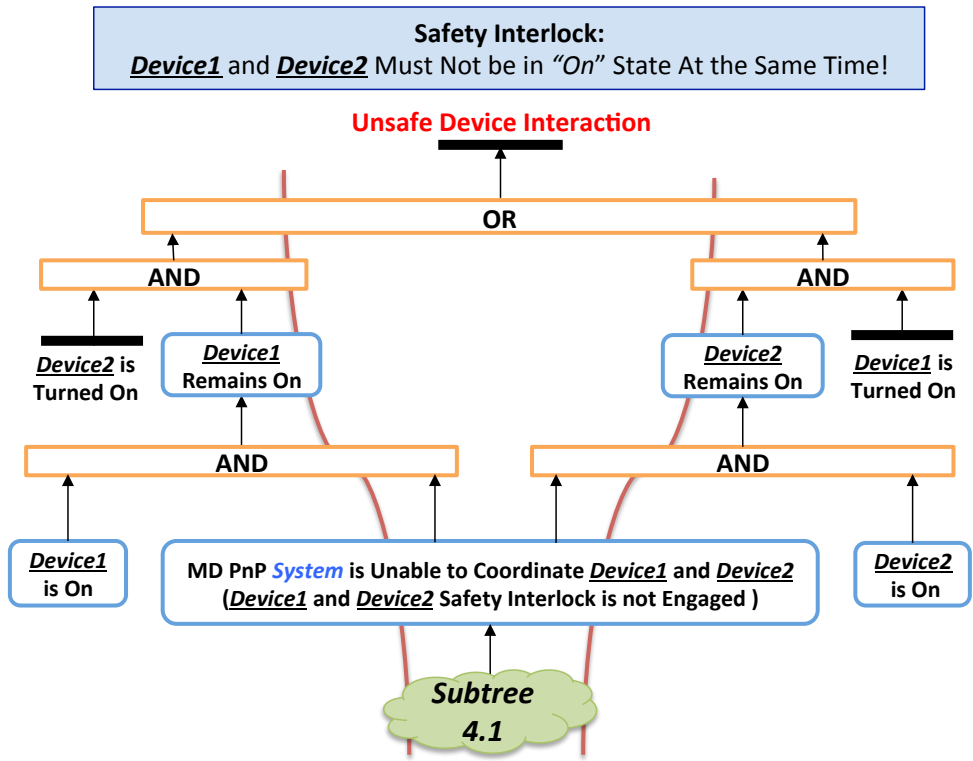 Safety Interlock:
Device1 and Device2 Must Not be in “On” State At the Same Time!
Unsafe Device Interaction
OR
AND
AND
Device2 is
Turned On
Device1
Remains On
Device2
Remains On
Device1 is
Turned On
AND
AND
Device1
is On
MD PnP System is Unable to Coordinate Device1 and Device2
(Device1 and Device2 Safety Interlock is not Engaged )
Device2
is On
Subtree
4.1